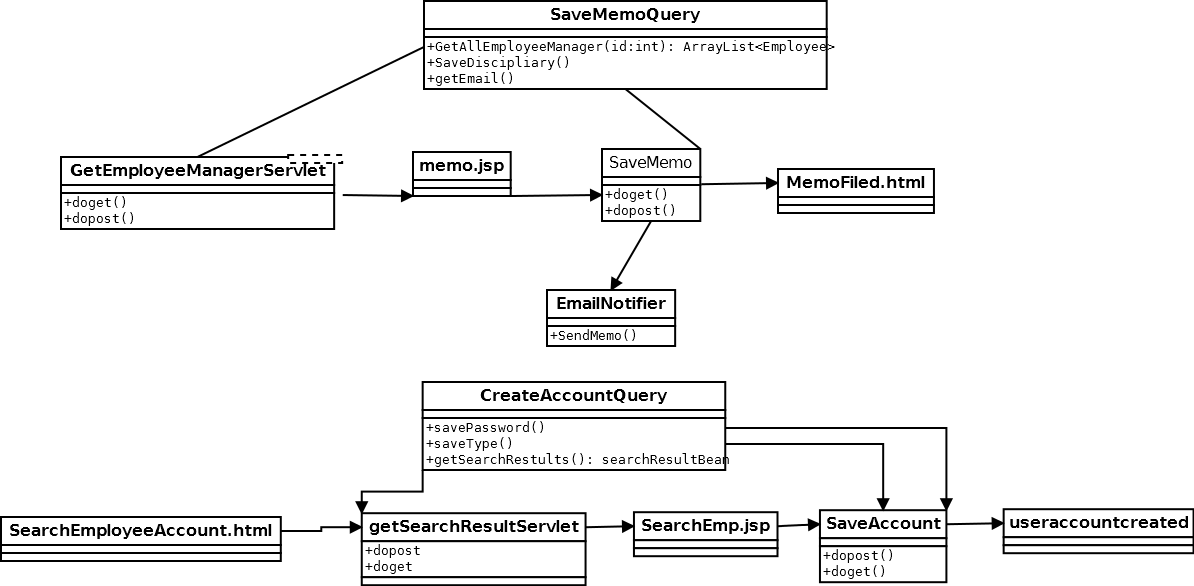 SaveMemoQuery
+GetAllEmployeeManager(id:int): ArrayList<Employee>
+SaveDiscipliary()
+getEmail()
GetEmployeeManagerServlet
+doget()
+dopost()
memo.jsp
SaveMemo
+doget()
+dopost()
MemoFiled.html
EmailNotifier
+SendMemo()
CreateAccountQuery
+savePassword()
+saveType()
+getSearchRestults(): searchResultBean
SearchEmployeeAccount.html
getSearchResultServlet
+dopost
+doget
SearchEmp.jsp
SaveAccount
+dopost()
+doget()
useraccountcreated